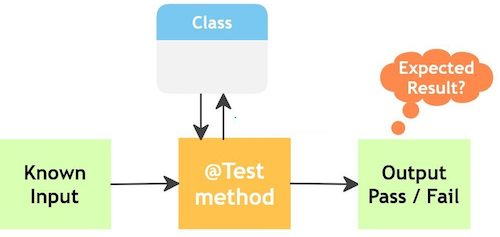 Class
Expected
Result?
Known
Input
@Test
method
Output
Pass / Fail